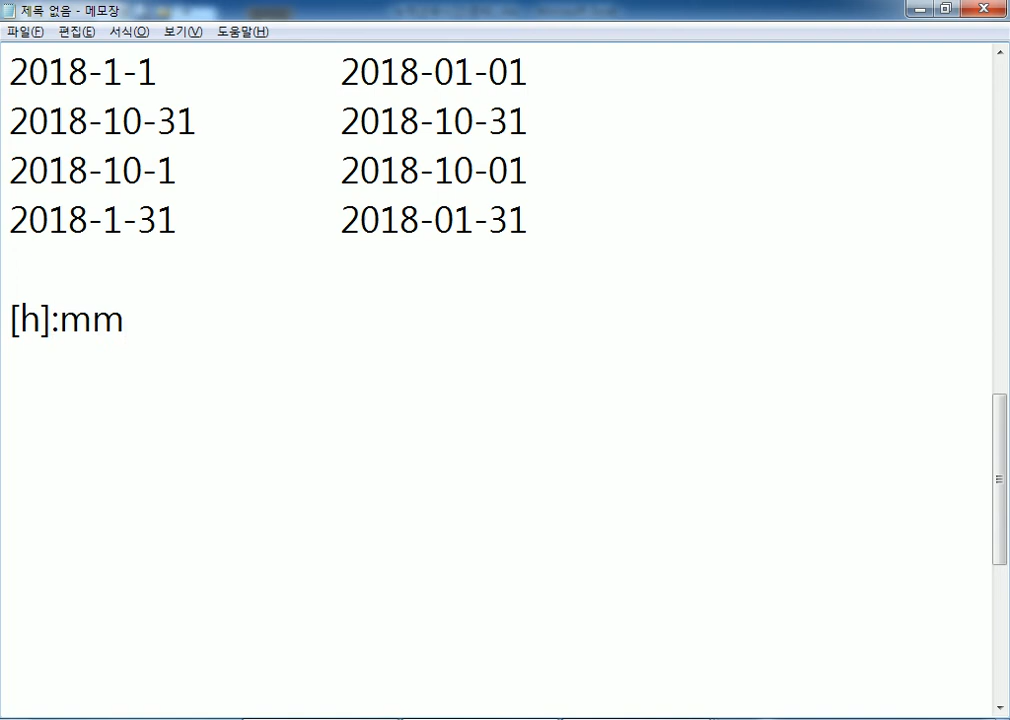 제목 없음 - 메모장
파일(F) 편집(E) 서식(O) 보기(V) 도움말(H)
2018-1-1 2018-01-01
2018-10-31 2018-10-31
2018-10-1 2018-10-01
2018-1-31 2018-01-31
[h]:mm